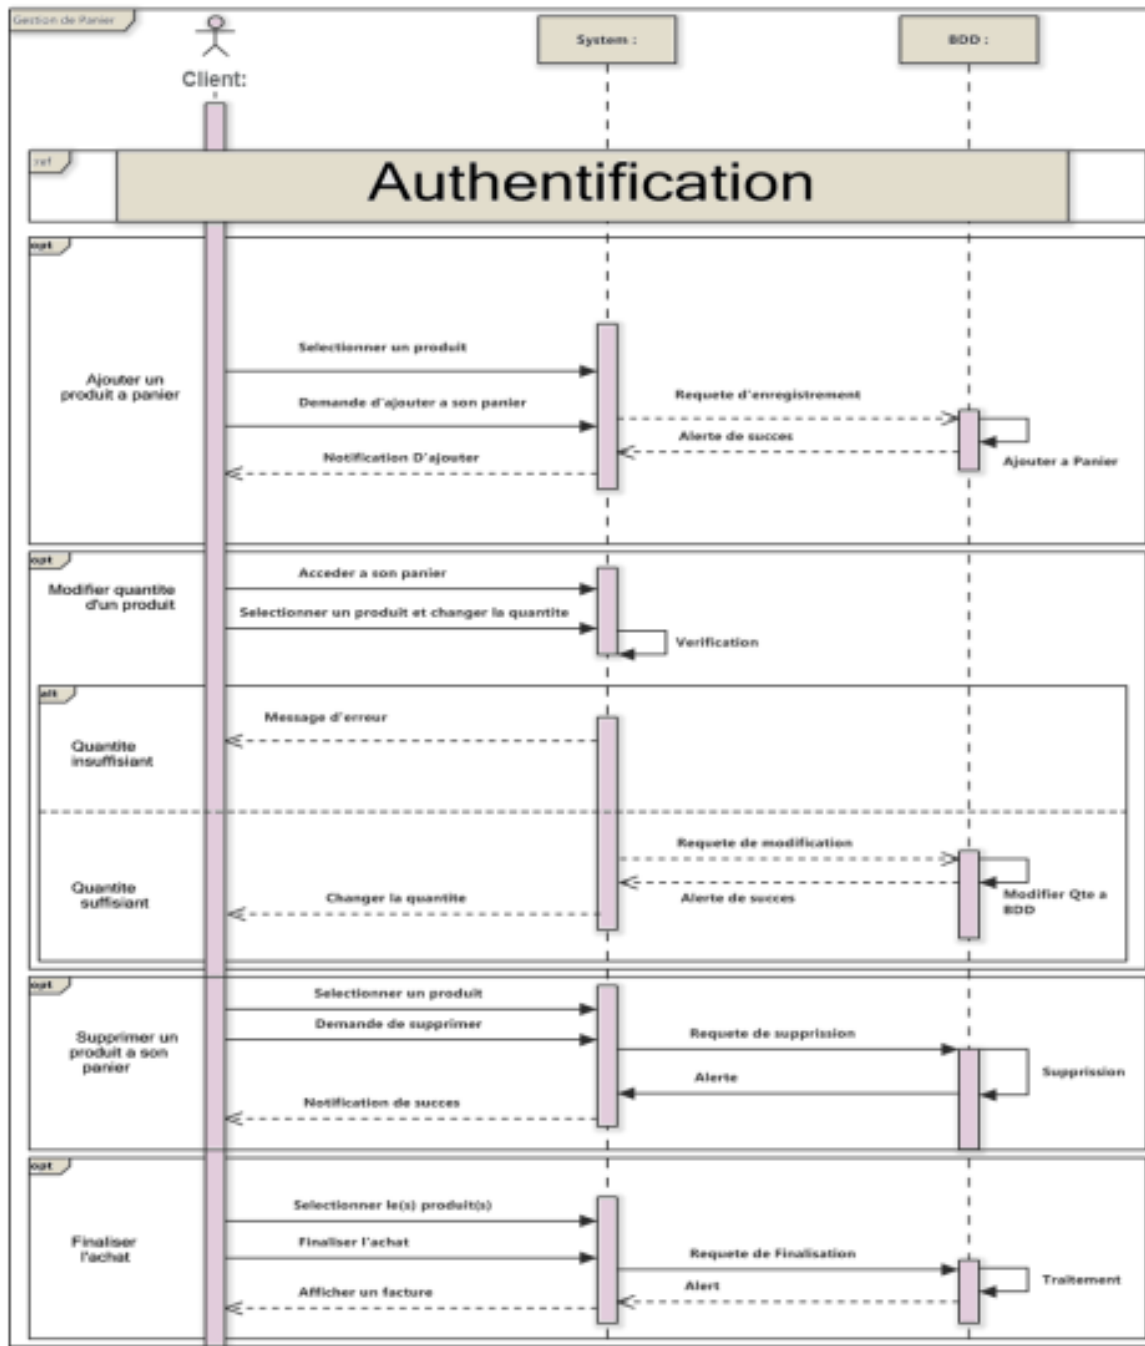 Gestion de Panier
System :
BDD :
Client:
ref
Authentification
opt
Selectionner un produit
Ajouter un
produit a panier
Requete d'enregistrement
Demande d'ajouter a son panier
Alerte de succes
Notification D'ajouter
Ajouter a Panier
opt
Acceder a son panier
Modifier quantite
d'un produit
Selectionner un produit et changer la quantite
Verification
alt
Message d'erreur
Quantite
insuffisiant
Requete de modification
Quantite
suffisiant
Changer la quantite
Alerte de succes
Modifier Qte a
BDD
opt
Selectionner un produit
Demande de supprimer
Supprimer un
produit a son
panier
Requete de supprission
Alerte
Supprission
Notification de succes
opt
Selectionner le(s) produit(s)
Finaliser
l'achat
Finaliser l'achat
Requete de Finalisation
Alert
Traitement
Afficher un facture